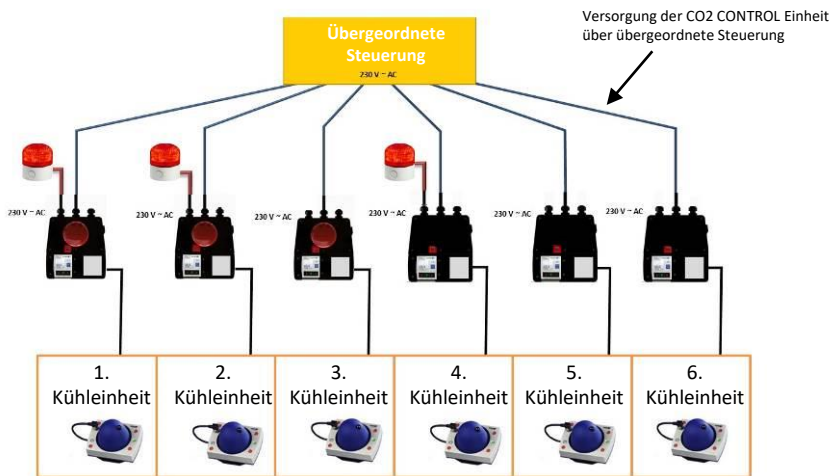 Versorgung der CO2 CONTROL Einheit
über übergeordnete Steuerung
Übergeordnete
Steuerung
230 V ~ AC
230 V ~ AC
230 V ~ AC
230 V ~ AC
230 V ~ AC
230 V ~ AC
230 V ~ AC
1.
Kühleinheit
2.
Kühleinheit
3.
Kühleinheit
4.
Kühleinheit
5.
Kühleinheit
6.
Kühleinheit